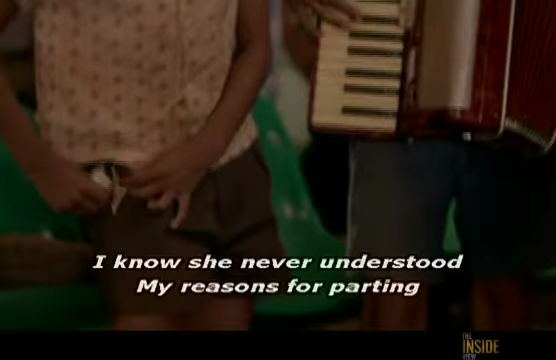 I know she never understood
My reasons for parting
THE
INSIDE
VIEW